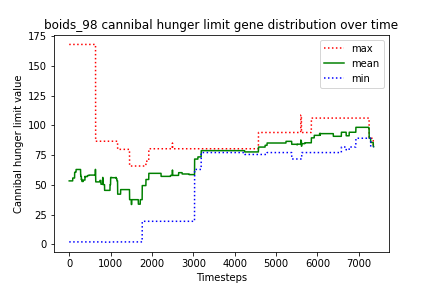 boids_98 cannibal hunger limit gene distribution over time
Cannibal hunger limit value
175
150
125
100
75
50
25
0
max
mean
min
0
1000
2000
3000
4000
5000
6000
7000
Timesteps